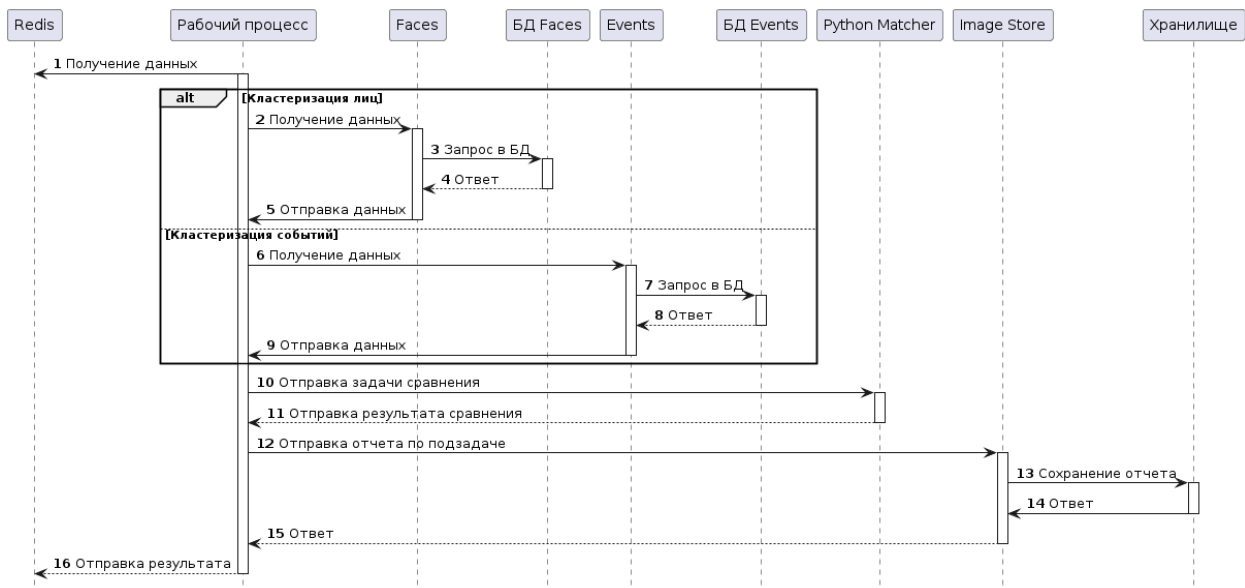 Redis
Рабочий процесс
Faces
БД Faces
Events
БД Events
Python Matcher
Image Store
Хранилище
1 Получение данных
alt [Кластеризация лиц]
2 Получение данных
3 Запрос в БД
4 Ответ
5 Отправка данных
[Кластеризация событий]
6 Получение данных
7 Запрос в БД
8 Ответ
9 Отправка данных
10 Отправка задачи сравнения
11 Отправка результата сравнения
12 Отправка отчета по подзадаче
13 Сохранение отчета
14 Ответ
15 Ответ
16 Отправка результата